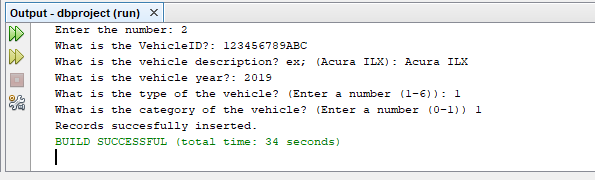 Output - dbproject (run)
Enter the number: 2
What is the VehicleID?: 123456789ABC
What is the vehicle description? ex; (Acura ILX): Acura ILX
What is the vehicle year?: 2019
What is the type of the vehicle? (Enter a number (1-6)): 1
What is the category of the vehicle? (Enter a number (0-1)) 1
Records succesfully inserted.
BUILD SUCCESSFUL (total time: 34 seconds)